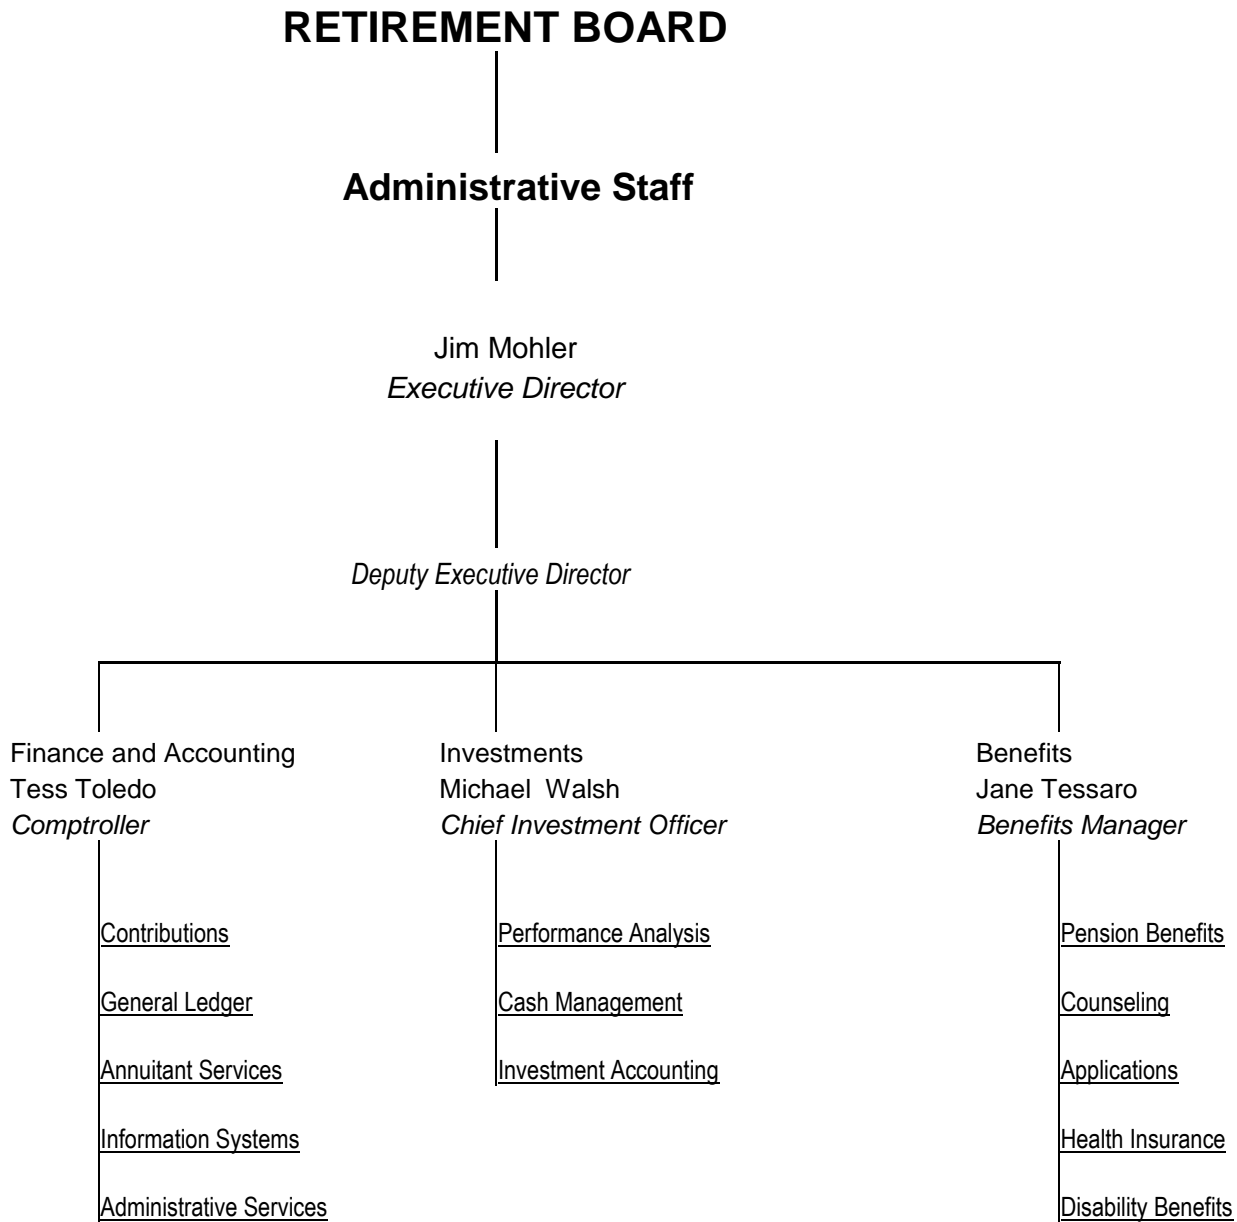 RETIREMENT BOARD
Administrative Staff
Jim Mohler
Executive Director
Deputy Executive Director
Finance and Accounting
Tess Toledo
Comptroller
Investments
Michael  Walsh
Chief Investment Officer
Benefits
Jane Tessaro
Benefits Manager
Contributions
General Ledger
Annuitant Services
Information Systems
Administrative Services
Performance Analysis
Cash Management
Investment Accounting
Pension Benefits
Counseling
Applications
Health Insurance
Disability Benefits